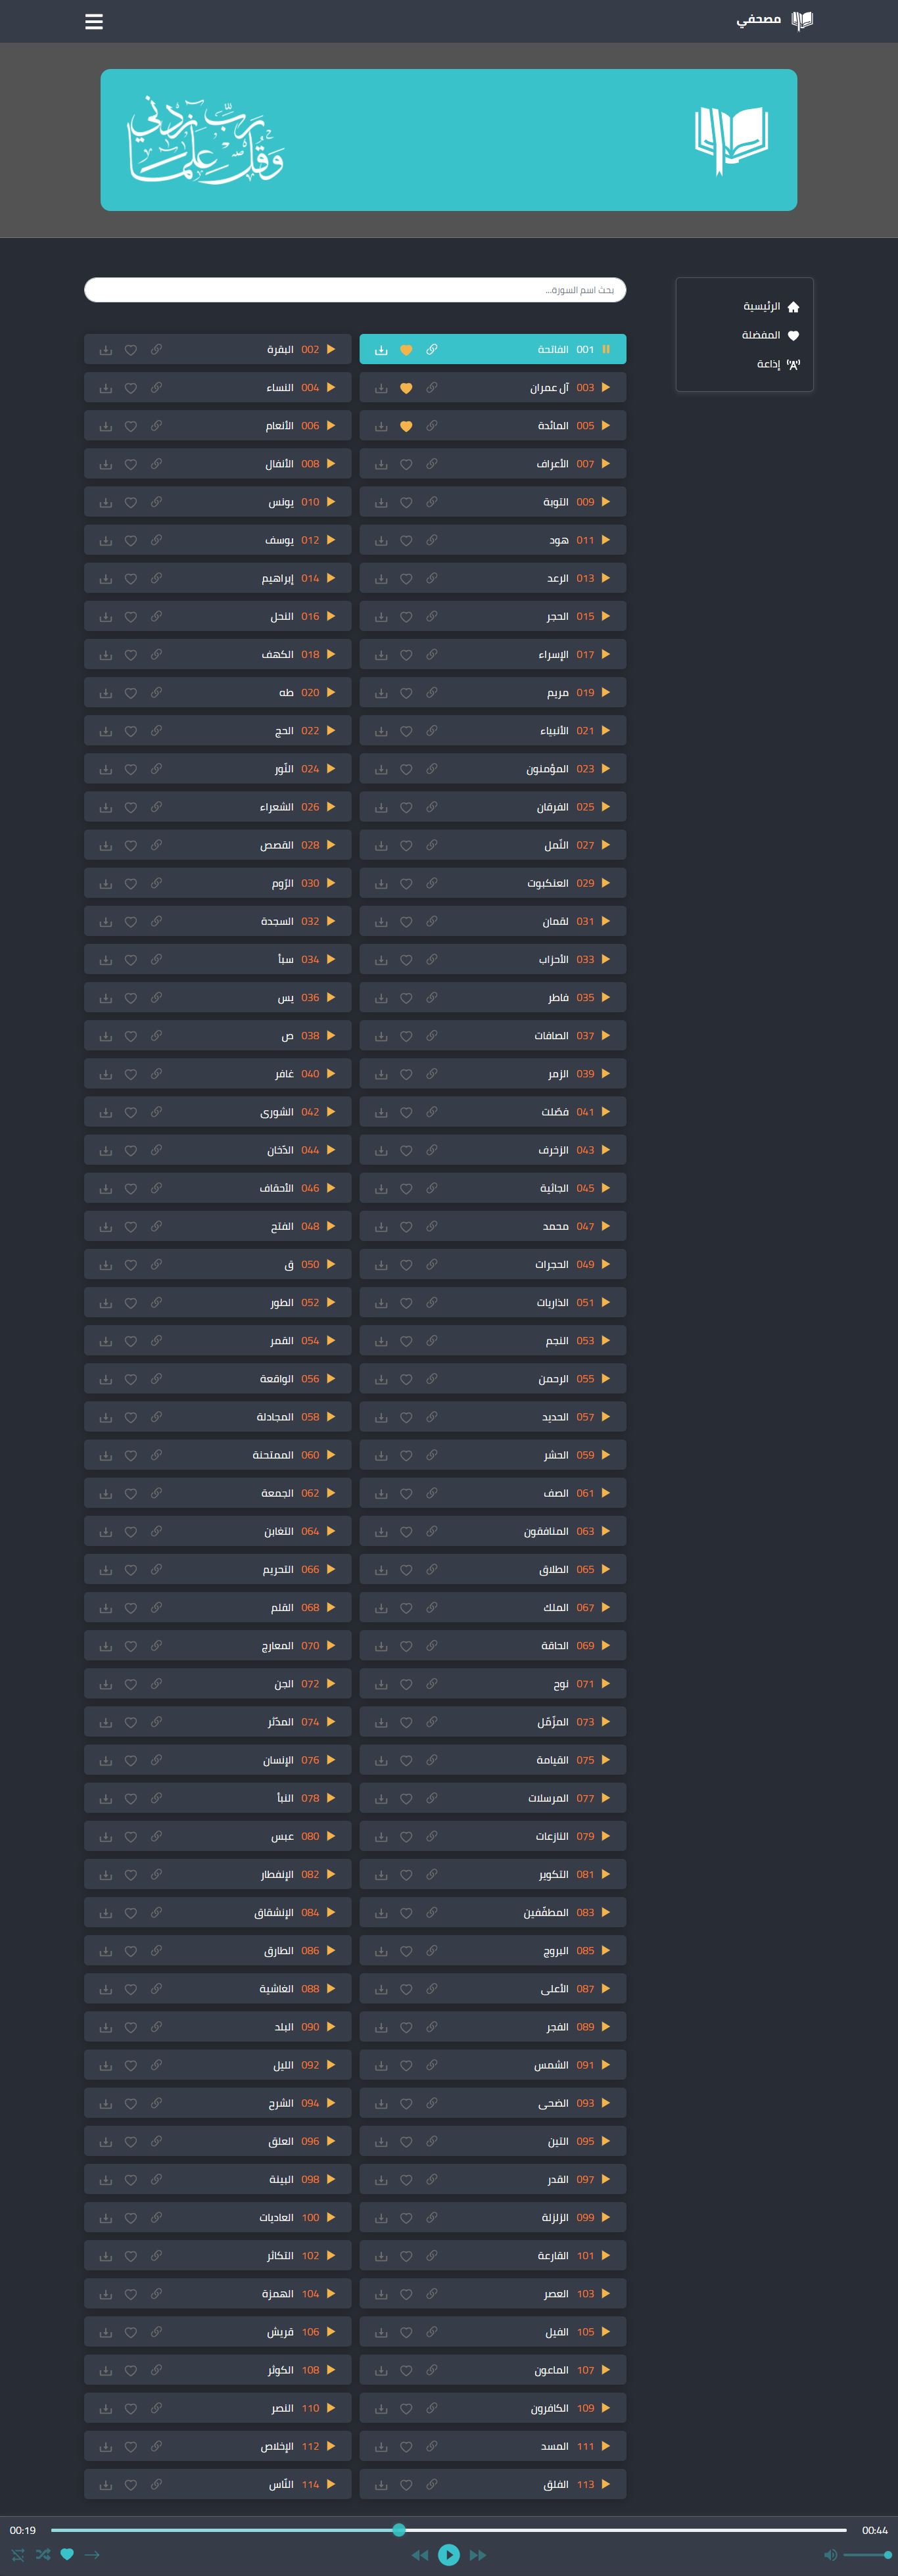 مصحفي
وقل رب زدني علما
الرئيسية
المفضلة
إذاعة
بحث اسم السورة...
001 الفاتحة
002 البقرة
003 آل عمران
004 النساء
005 المائدة
006 الأنعام
007 الأعراف
008 الأنفال
009 التوبة
010 يونس
011 هود
012 يوسف
013 الرعد
014 إبراهيم
015 الحجر
016 النحل
017 الإسراء
018 الكهف
019 مريم
020 طه
021 الأنبياء
022 الحج
023 المؤمنون
024 النّور
025 الفرقان
026 الشعراء
027 النّمل
028 القصص
029 العنكبوت
030 الرّوم
031 لقمان
032 السجدة
033 الأحزاب
034 سبأ
035 فاطر
036 يس
037 الصافات
038 ص
039 الزمر
040 غافر
041 فصّلت
042 الشورى
043 الزخرف
044 الدّخان
045 الجاثية
046 الأحقاف
047 محمد
048 الفتح
049 الحجرات
050 ق
051 الذاريات
052 الطور
053 النجم
054 القمر
055 الرحمن
056 الواقعة
057 الحديد
058 المجادلة
059 الحشر
060 الممتحنة
061 الصف
062 الجمعة
063 المنافقون
064 التغابن
065 الطلاق
066 التحريم
067 الملك
068 القلم
069 الحاقة
070 المعارج
071 نوح
072 الجن
073 المزّمّل
074 المدّثر
075 القيامة
076 الإنسان
077 المرسلات
078 النبأ
079 النازعات
080 عبس
081 التكوير
082 الإنفطار
083 المطفّفين
084 الإنشقاق
085 البروج
086 الطارق
087 الأعلى
088 الغاشية
089 الفجر
090 البلد
091 الشمس
092 الليل
093 الضحى
094 الشرح
095 التين
096 العلق
097 القدر
098 البينة
099 الزلزلة
100 العاديات
101 القارعة
102 التكاثر
103 العصر
104 الهمزة
105 الفيل
106 قريش
107 الماعون
108 الكوثر
109 الكافرون
110 النصر
111 المسد
112 الإخلاص
113 الفلق
114 النّاس
00:19
00:44